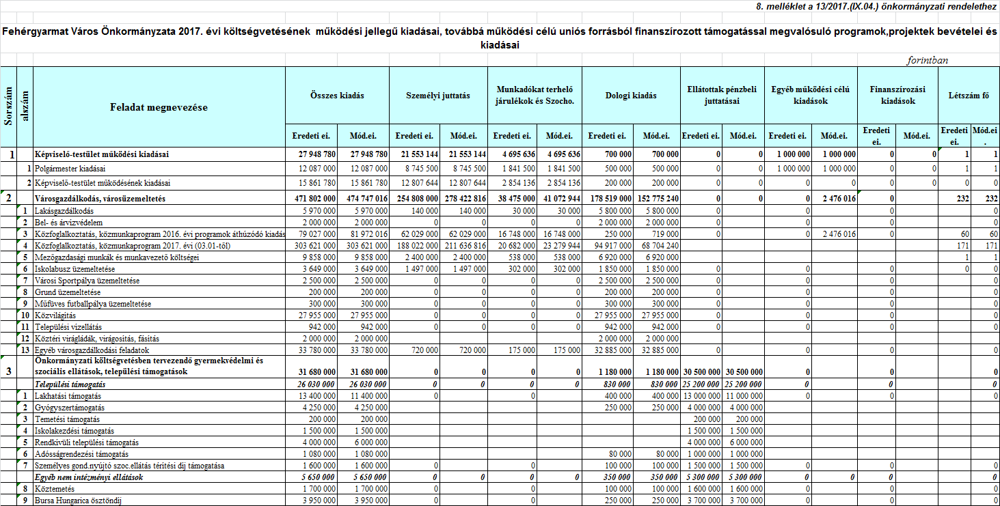 8. melléklet a 13/2017.(IX.04.) önkormányzati rendelethez
Fehérgyarmat Város Önkormányzata 2017. évi költségvetésének működési jellegű kiadásai, továbbá működési célú uniós forrásból finanszírozott támogatással megvalósuló programok,projektek bevételei és
kiadásai
forintban
Sorszám alszám Feladat megnevezése Összes kiadás Személyi juttatás Munkadókat terhelő járulékok és Szocho. Dologi kiadás Ellátottak pénzbeli juttatásai Egyéb működési célú kiadások Finanszírozási kiadások Létszám fő
Eredeti ei. Mód.ei. Eredeti ei. Mód.ei. Eredeti ei. Mód.ei. Eredeti ei. Mód.ei. Eredeti ei. Mód.ei. Eredeti ei. Mód.ei. Eredeti ei. Mód.ei. Eredeti ei. Mód.ei.
1 Képviselő-testület működési kiadásai 27 948 780 27 948 780 21 553 144 21 553 144 4 695 636 4 695 636 700 000 700 000 0 0 1 000 000 1 000 000 0 0 1 1
1 Polgármester kiadásai 12 087 000 12 087 000 8 745 500 8 745 500 1 841 500 1 841 500 500 000 500 000 0 0 1 000 000 1 000 000 0 0 1 1
2 Képviselő-testület működésének kiadásai 15 861 780 15 861 780 12 807 644 12 807 644 2 854 136 2 854 136 200 000 200 000 0 0 0 0 0 0 0 0
2 Városgazdálkodás, városüzemeltetés 471 802 000 474 747 016 254 808 000 278 422 816 38 475 000 41 072 944 178 519 000 152 775 240 0 0 0 2 476 016 0 232 232
1 Lakásgazdálkodás 5 970 000 5 970 000 140 000 140 000 30 000 30 000 5 800 000 5 800 000 0 0 0 0
2 Bel- és árvízvédelem 2 000 000 2 000 000 0 0 0 0 2 000 000 2 000 000 0 0 0 0
3 Közfoglalkoztatás, közmunkaprogram 2016. évi programok áthúzódó kiadás 79 027 000 81 972 016 62 029 000 62 029 000 16 748 000 16 748 000 250 000 719 000 0 0 2 476 016 0 60 60
4 Közfoglalkoztatás, közmunkaprogram 2017. évi (03.01-től) 303 621 000 303 621 000 188 022 000 211 636 816 20 682 000 23 279 944 94 917 000 68 704 240 171 171
5 Mezőgazdasági munkák és munkavezető költségei 9 858 000 9 858 000 2 400 000 2 400 000 538 000 538 000 6 920 000 6 920 000 1 1
6 Iskolabusz üzemeltetése 3 649 000 3 649 000 1 497 000 1 497 000 302 000 302 000 1 850 000 1 850 000 0 0 0 0 0
7 Városi Sportpálya üzemeltetése 2 500 000 2 500 000 0 0 0 0 2 500 000 2 500 000 0 0 0
8 Grund üzemeltetése 200 000 200 000 0 0 0 0 200 000 200 000 0 0 0
9 Műfüves futballpálya üzemeltetése 300 000 300 000 0 0 0 0 300 000 300 000 0 0 0
10 Közvilágítás 27 955 000 27 955 000 0 0 0 0 27 955 000 27 955 000 0 0 0
11 Települési vízellátás 942 000 942 000 0 0 0 0 942 000 942 000 0 0 0
12 Köztéri virágládák, virágosítás, fásítás 2 000 000 2 000 000 2 000 000 2 000 000
13 Egyéb városgazdálkodási feladatok 33 780 000 33 780 000 720 000 720 000 175 000 175 000 32 885 000 32 885 000 0 0 0 0
Önkormányzati költségvetésben tervezendő gyermekvédelmi és
3 szociális ellátások, települési támogatások 31 680 000 31 680 000 0 0 0 0 1 180 000 1 180 000 30 500 000 30 500 000 0 0 0
Települési támogatás 26 030 000 26 030 000 0 0 0 0 830 000 830 000 25 200 000 25 200 000 0 0 0
1 Lakhatási támogatás 13 400 000 11 400 000 0 0 400 000 400 000 13 000 000 11 000 000 0 0 0
2 Gyógyszertámogatás 4 250 000 4 250 000 250 000 250 000 4 000 000 4 000 000
3 Temetési támogatás 200 000 200 000 200 000 200 000
4 Iskolakezdési támogatás 1 500 000 1 500 000 1 500 000 1 500 000
5 Rendkívüli települési támogatás 4 000 000 6 000 000 4 000 000 6 000 000
6 Adósságrendezési támogatás 1 080 000 1 080 000 80 000 80 000 1 000 000 1 000 000
7 Személyes gond.nyújtó szoc.ellátás térítési díj támogatása 1 600 000 1 600 000 0 0 100 000 100 000 1 500 000 1 500 000 0 0 0
Egyéb nem intézményi ellátások 5 650 000 5 650 000 0 0 0 0 350 000 350 000 5 300 000 5 300 000 0 0 0 0
8 Köztemetés 1 700 000 1 700 000 0 0 100 000 100 000 1 600 000 1 600 000 0 0 0
9 Bursa Hungarica ösztöndíj 3 950 000 3 950 000 0 0 250 000 250 000 3 700 000 3 700 000 0 0 0